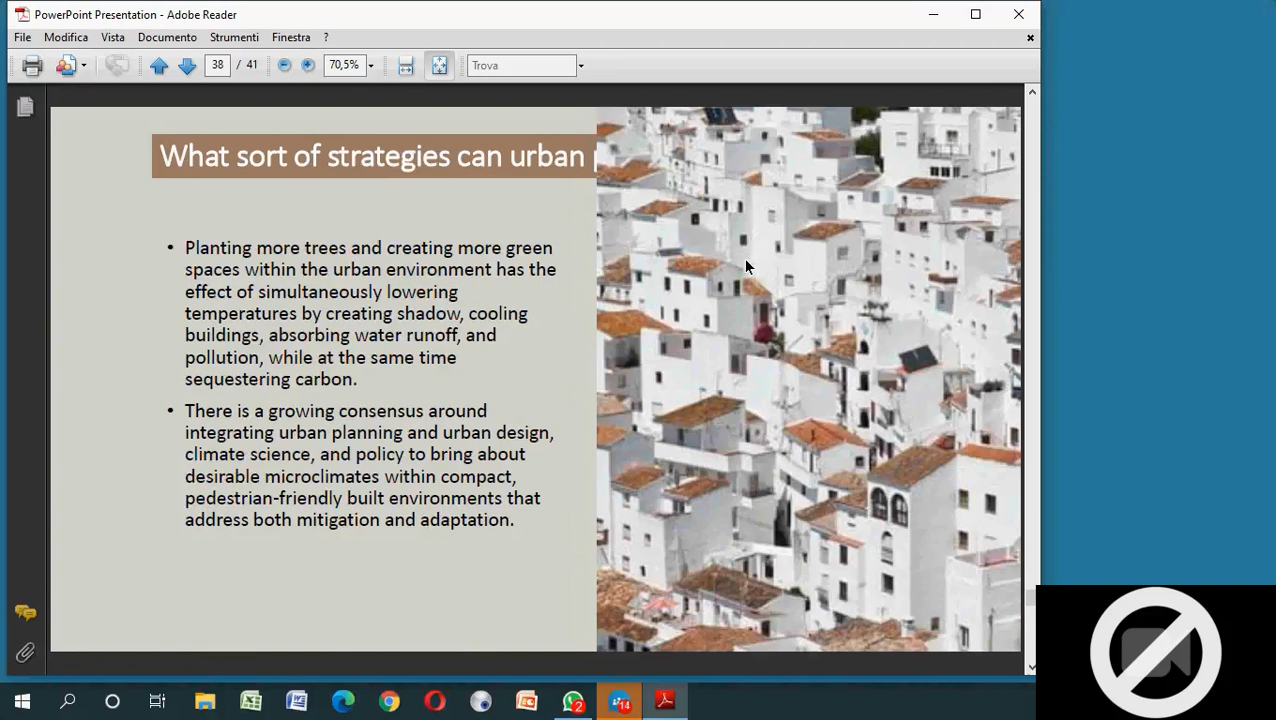 PowerPoint Presentation - Adobe Reader
File Modifica Vista Documento Strumenti Finestra ?
38 / 41 70,5% Trova
What sort of strategies can urban
• Planting more trees and creating more green
spaces within the urban environment has the
effect of simultaneously lowering
temperatures by creating shadow, cooling
buildings, absorbing water runoff, and
pollution, while at the same time
sequestering carbon.
• There is a growing consensus around
integrating urban planning and urban design,
climate science, and policy to bring about
desirable microclimates within compact,
pedestrian-friendly built environments that
address both mitigation and adaptation.
2
14